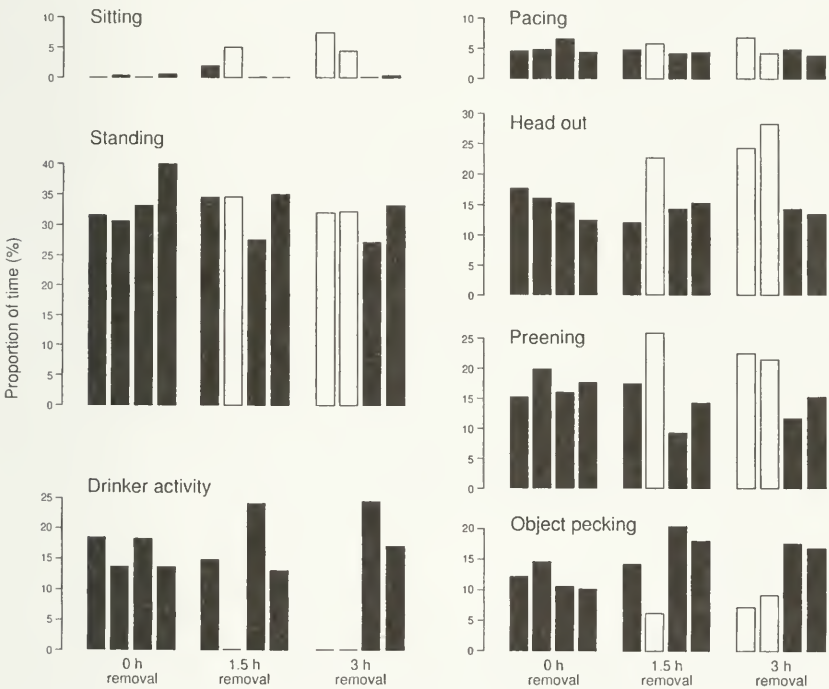 Sitting
10
5
0
Standing
40
35
30
25
20
15
10
5
0
Proportion of time (%)
Drinker activity
25
20
15
10
5
0
0 h
removal
1.5 h
removal
3 h
removal
Pacing
10
5
0
Head out
30
25
20
15
10
5
0
Preening
25
20
15
10
5
0
Object pecking
20
15
10
5
0
0 h
removal
1.5 h
removal
3 h
removal